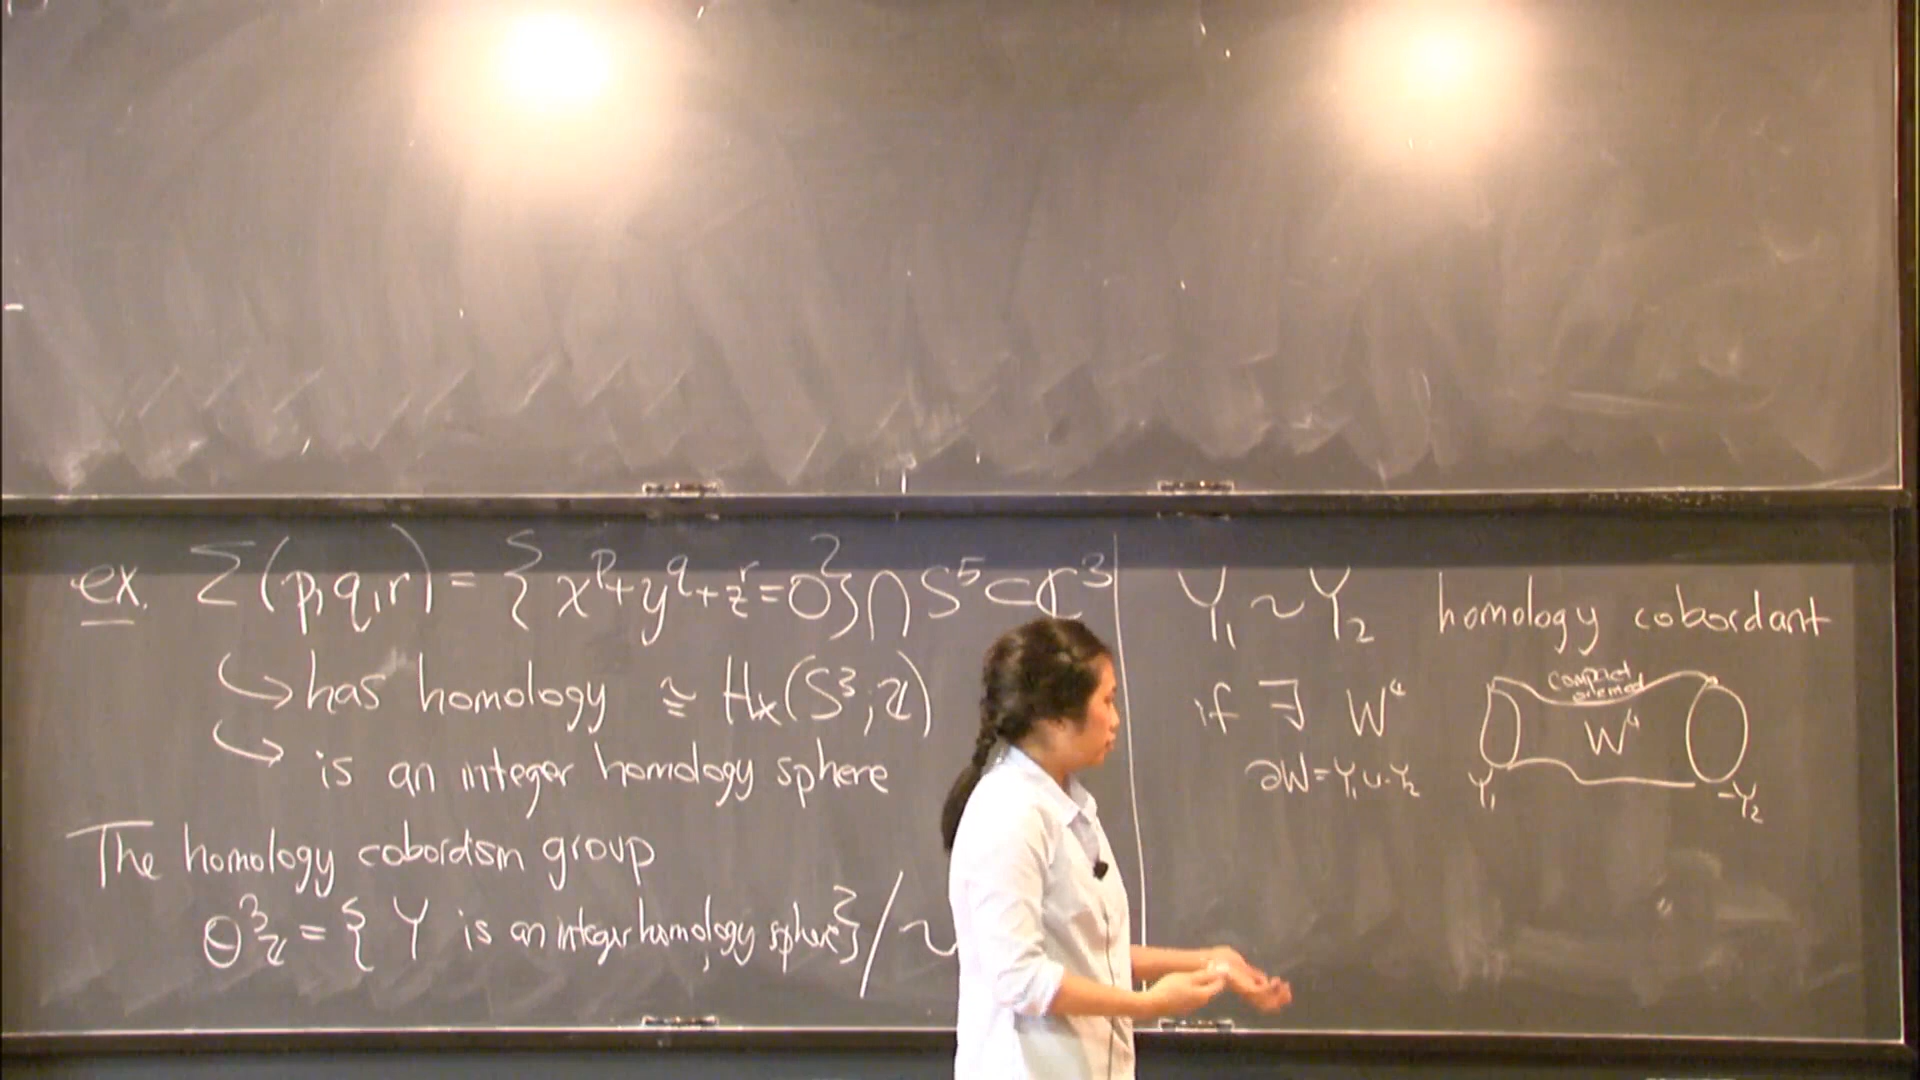 ex. Σ(p,q,r) = { x^p + y^q + z^r = 0 } ∩ S^5 ⊂ ℂ^3
↳ has homology ≅ H_*(S^3; ℤ)
↳ is an integer homology sphere
The homology cobordism group
Θ^3_ℤ = { Y is an integer homology sphere } / ~
Y_1 ~ Y_2 homology cobordant
if ∃ W^4
∂W = Y_1 ∪ -Y_2
compact
oriented
W^4
Y_1
-Y_2